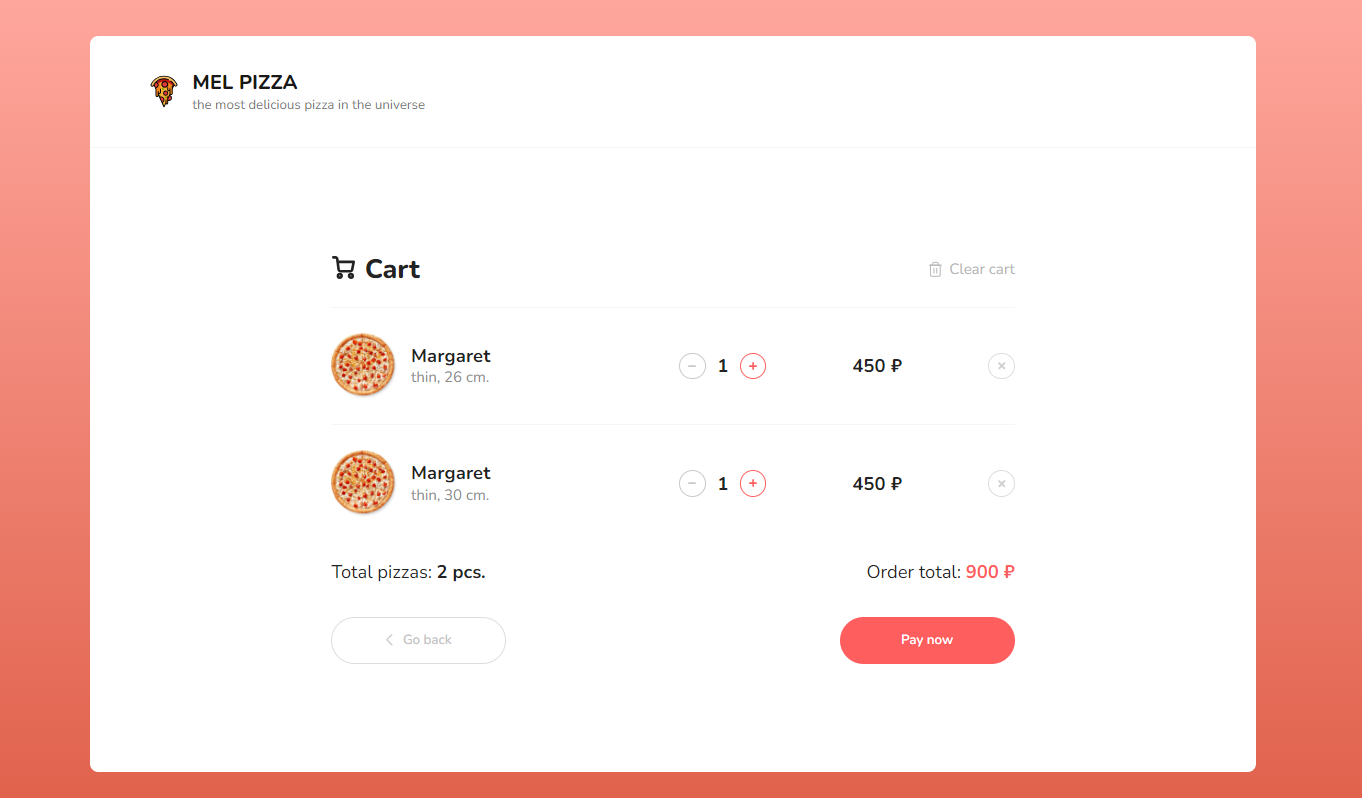 MEL PIZZA
the most delicious pizza in the universe
Cart
Clear cart
Margaret
thin, 26 cm.
1
450 ₽
Margaret
thin, 30 cm.
1
450 ₽
Total pizzas: 2 pcs.
Order total: 900 ₽
Go back
Pay now